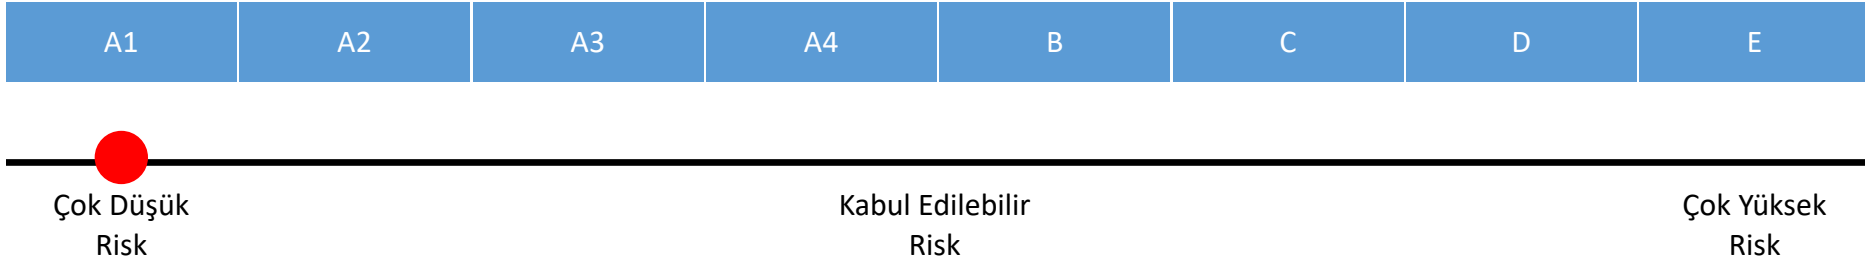 A1 A2 A3 A4 B C D E
Çok Düşük Kabul Edilebilir Çok Yüksek
Risk Risk Risk